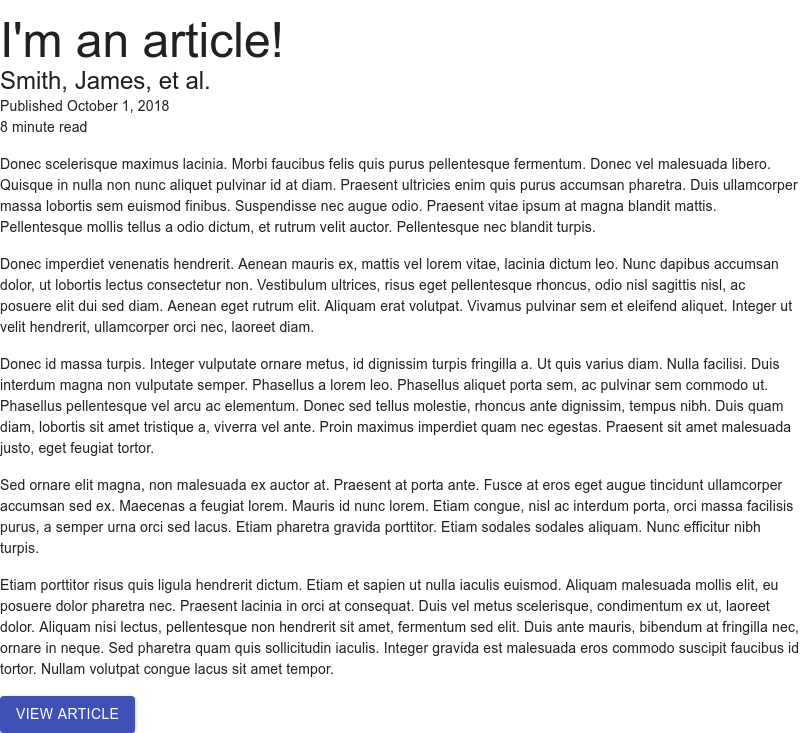 I'm an article!
Smith, James, et al.
Published October 1, 2018
8 minute read
Donec scelerisque maximus lacinia. Morbi faucibus felis quis purus pellentesque fermentum. Donec vel malesuada libero.
Quisque in nulla non nunc aliquet pulvinar id at diam. Praesent ultricies enim quis purus accumsan pharetra. Duis ullamcorper
massa lobortis sem euismod finibus. Suspendisse nec augue odio. Praesent vitae ipsum at magna blandit mattis.
Pellentesque mollis tellus a odio dictum, et rutrum velit auctor. Pellentesque nec blandit turpis.
Donec imperdiet venenatis hendrerit. Aenean mauris ex, mattis vel lorem vitae, lacinia dictum leo. Nunc dapibus accumsan
dolor, ut lobortis lectus consectetur non. Vestibulum ultrices, risus eget pellentesque rhoncus, odio nisl sagittis nisl, ac
posuere elit dui sed diam. Aenean eget rutrum elit. Aliquam erat volutpat. Vivamus pulvinar sem et eleifend aliquet. Integer ut
velit hendrerit, ullamcorper orci nec, laoreet diam.
Donec id massa turpis. Integer vulputate ornare metus, id dignissim turpis fringilla a. Ut quis varius diam. Nulla facilisi. Duis
interdum magna non vulputate semper. Phasellus a lorem leo. Phasellus aliquet porta sem, ac pulvinar sem commodo ut.
Phasellus pellentesque vel arcu ac elementum. Donec sed tellus molestie, rhoncus ante dignissim, tempus nibh. Duis quam
diam, lobortis sit amet tristique a, viverra vel ante. Proin maximus imperdiet quam nec egestas. Praesent sit amet malesuada
justo, eget feugiat tortor.
Sed ornare elit magna, non malesuada ex auctor at. Praesent at porta ante. Fusce at eros eget augue tincidunt ullamcorper
accumsan sed ex. Maecenas a feugiat lorem. Mauris id nunc lorem. Etiam congue, nisl ac interdum porta, orci massa facilisis
purus, a semper urna orci sed lacus. Etiam pharetra gravida porttitor. Etiam sodales sodales aliquam. Nunc efficitur nibh
turpis.
Etiam porttitor risus quis ligula hendrerit dictum. Etiam et sapien ut nulla iaculis euismod. Aliquam malesuada mollis elit, eu
posuere dolor pharetra nec. Praesent lacinia in orci at consequat. Duis vel metus scelerisque, condimentum ex ut, laoreet
dolor. Aliquam nisi lectus, pellentesque non hendrerit sit amet, fermentum sed elit. Duis ante mauris, bibendum at fringilla nec,
ornare in neque. Sed pharetra quam quis sollicitudin iaculis. Integer gravida est malesuada eros commodo suscipit faucibus id
tortor. Nullam volutpat congue lacus sit amet tempor.
VIEW ARTICLE